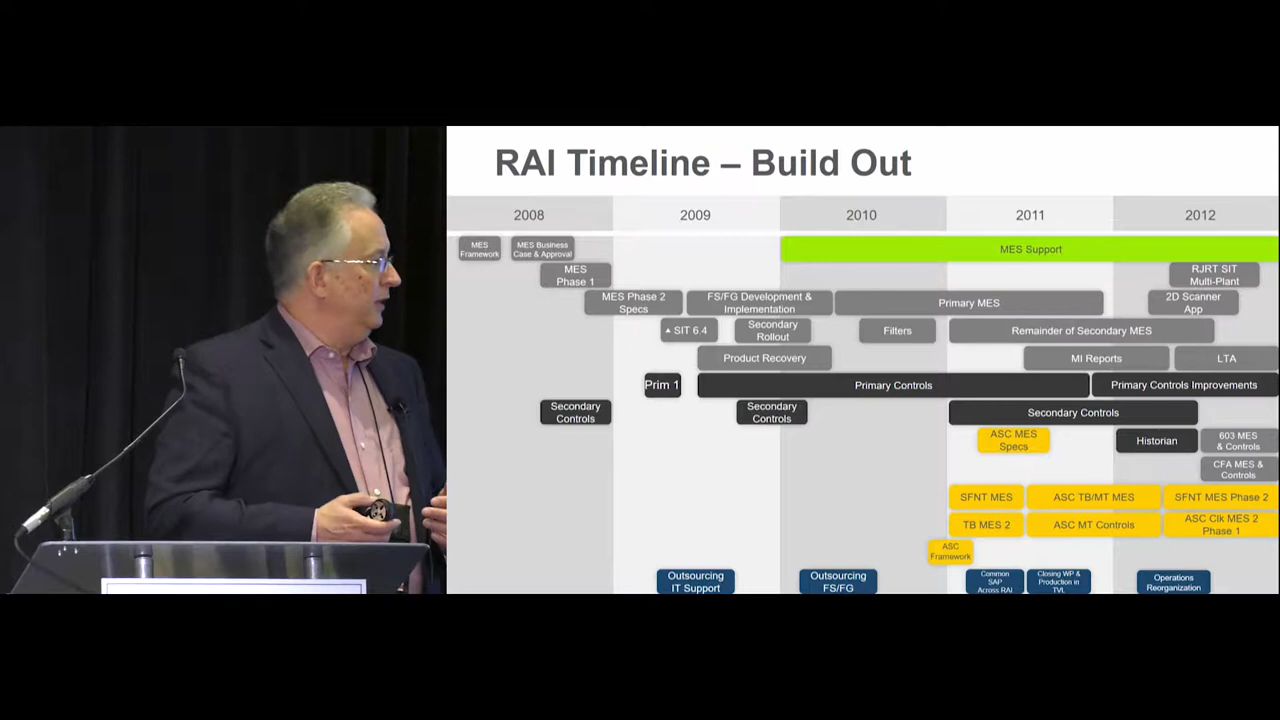 RAI Timeline – Build Out
2008 2009 2010 2011 2012
MES
Framework
MES Business
Case & Approval
MES Support
MES
Phase 1
RJRT SIT
Multi-Plant
MES Phase 2
Specs
FS/FG Development &
Implementation
Primary MES
2D Scanner
App
▲ SIT 6.4
Secondary
Rollout
Filters
Remainder of Secondary MES
Product Recovery
MI Reports
LTA
Prim 1
Primary Controls
Primary Controls Improvements
Secondary
Controls
Secondary
Controls
Secondary Controls
ASC MES
Specs
Historian
603 MES
& Controls
CFA MES &
Controls
SFNT MES
ASC TB/MT MES
SFNT MES Phase 2
TB MES 2
ASC MT Controls
ASC Clk MES 2
Phase 1
ASC
Framework
Outsourcing
IT Support
Outsourcing
FS/FG
Common
SAP
Across RAI
Closing WP &
Production in
TVL
Operations
Reorganization